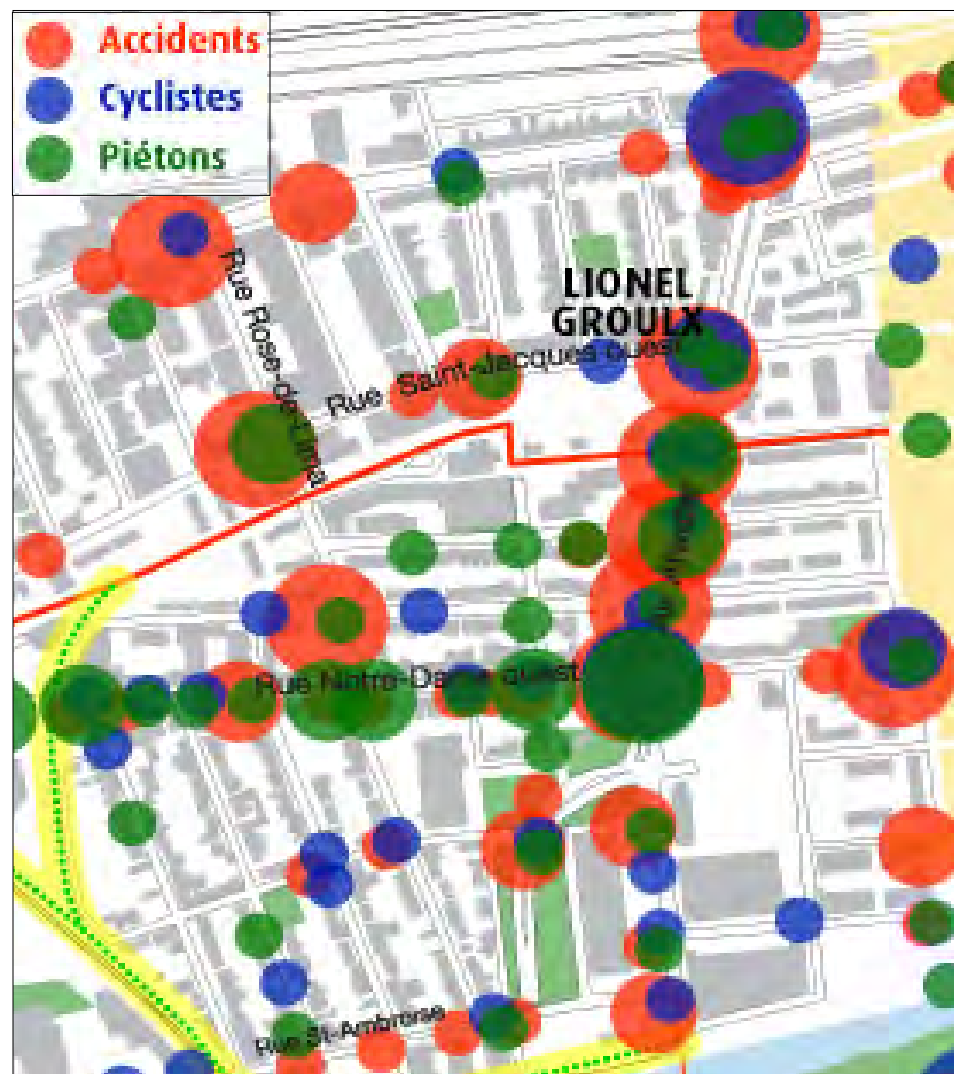 Accidents
Cyclistes
Piétons
LIONEL
GROULX
Rue Rose-de-Lima
Rue Saint-Jacques ouest
Rue Notre-Dame ouest
Rue St-Ambroise